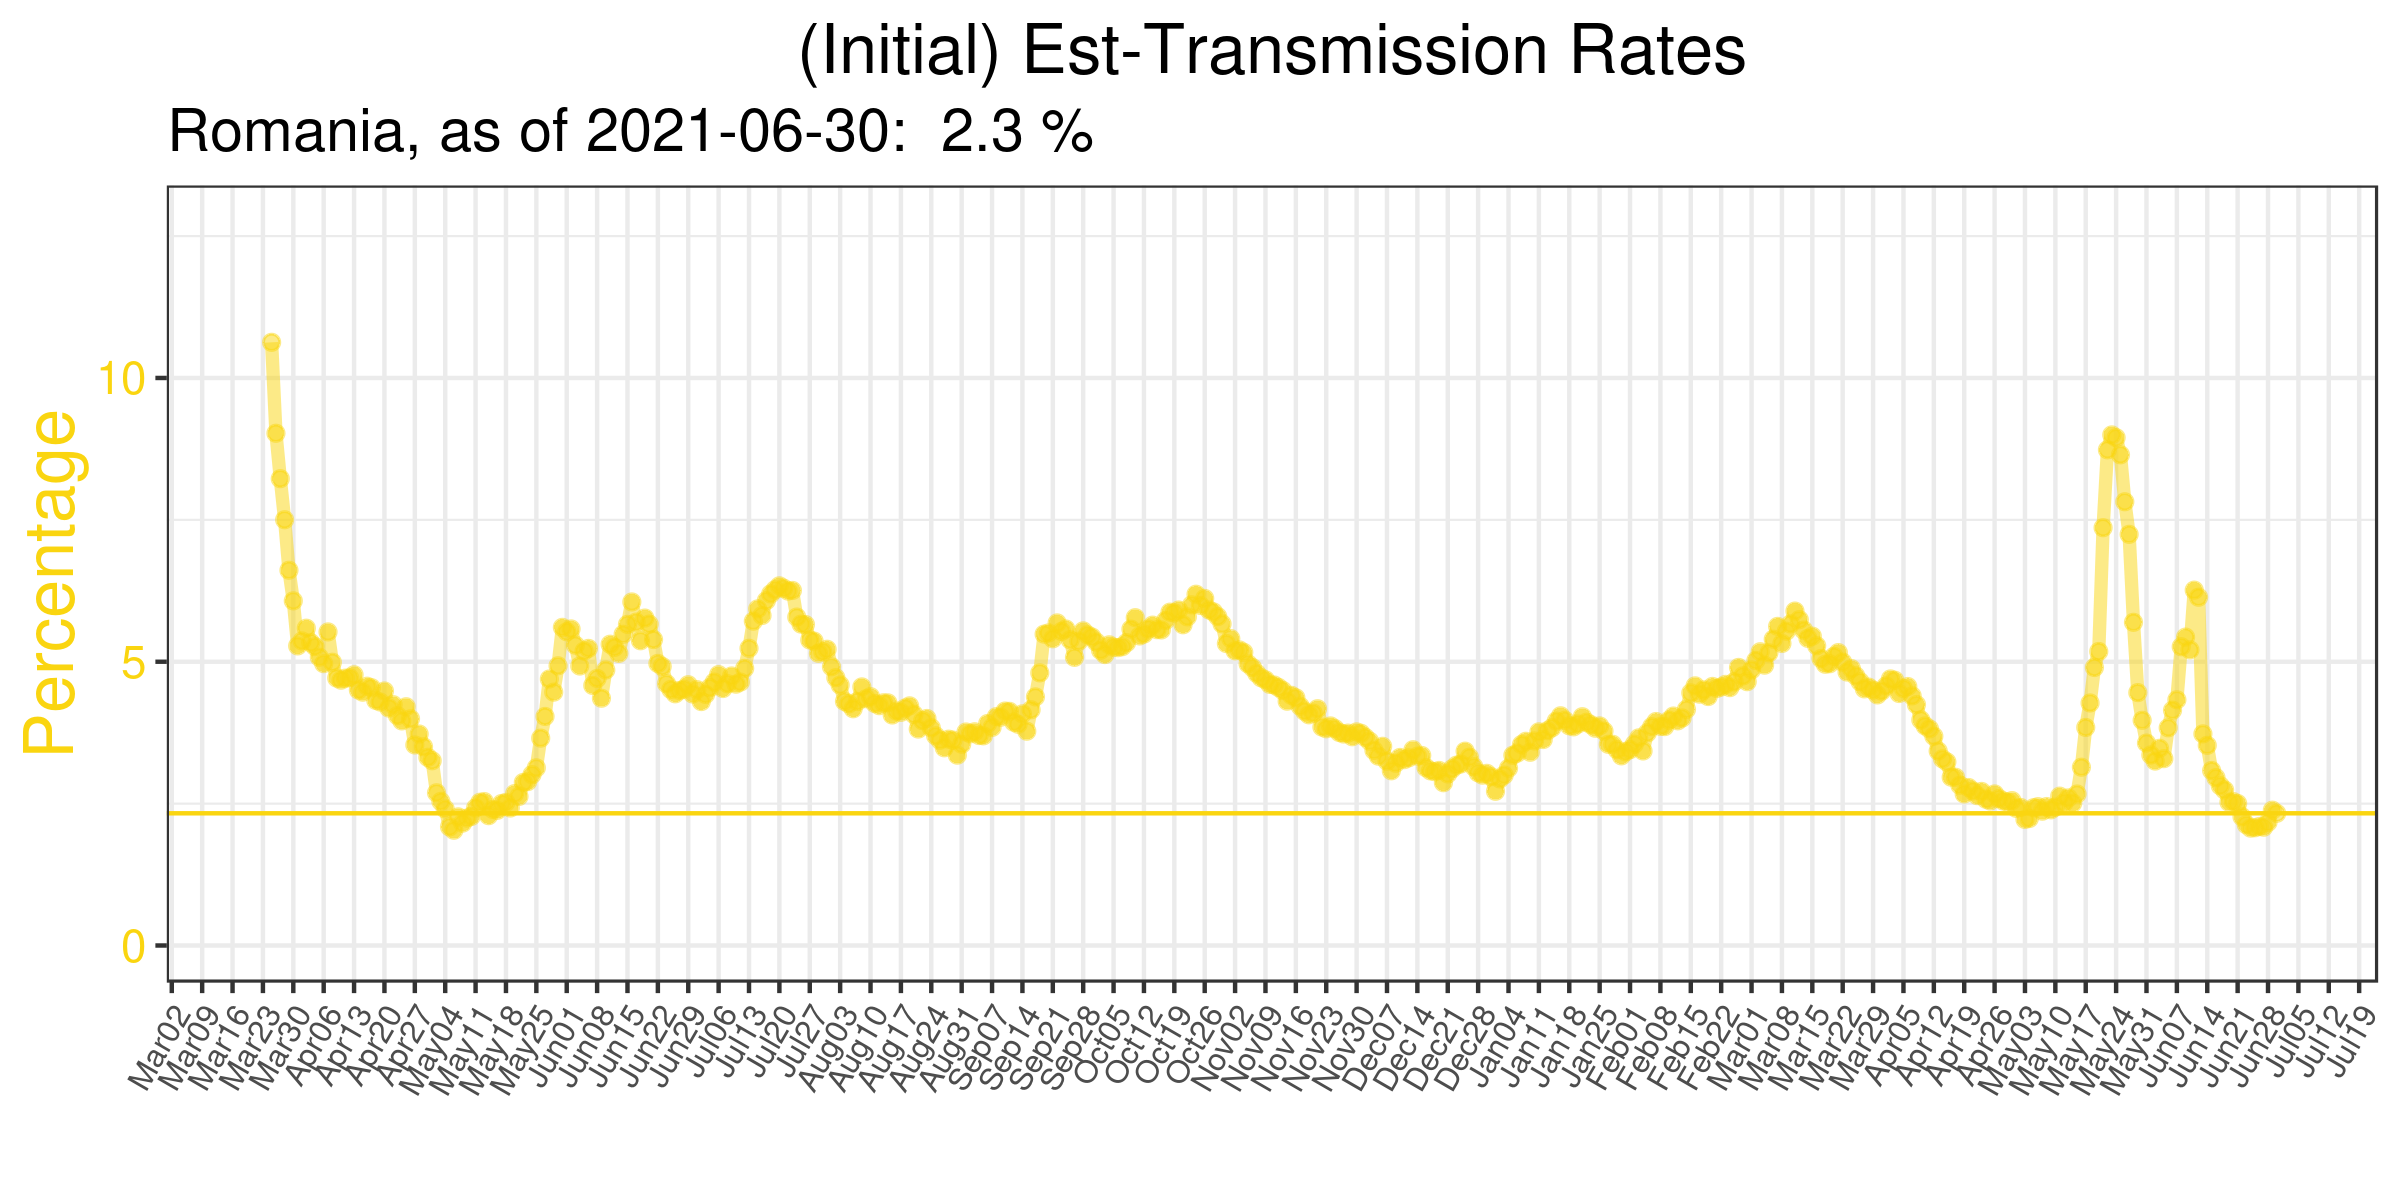 (Initial) Est-Transmission Rates
Romania, as of 2021-06-30:  2.3 %
Percentage
10
5
0
Mar02
Mar09
Mar16
Mar23
Mar30
Apr06
Apr13
Apr20
Apr27
May04
May11
May18
May25
Jun01
Jun08
Jun15
Jun22
Jun29
Jul06
Jul13
Jul20
Jul27
Aug03
Aug10
Aug17
Aug24
Aug31
Sep07
Sep14
Sep21
Sep28
Oct05
Oct12
Oct19
Oct26
Nov02
Nov09
Nov16
Nov23
Nov30
Dec07
Dec14
Dec21
Dec28
Jan04
Jan11
Jan18
Jan25
Feb01
Feb08
Feb15
Feb22
Mar01
Mar08
Mar15
Mar22
Mar29
Apr05
Apr12
Apr19
Apr26
May03
May10
May17
May24
May31
Jun07
Jun14
Jun21
Jun28
Jul05
Jul12
Jul19